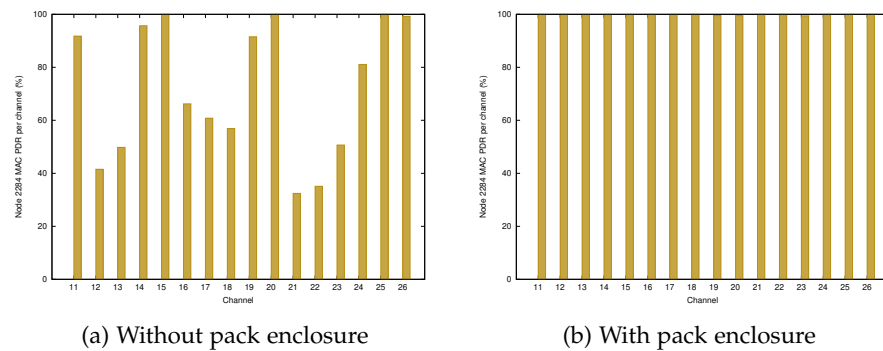 100
80
60
40
20
0
Node 2284 MAC PDR per channel (%)
11 12 13 14 15 16 17 18 19 20 21 22 23 24 25 26
Channel
(a) Without pack enclosure
100
80
60
40
20
0
Node 2284 MAC PDR per channel (%)
11 12 13 14 15 16 17 18 19 20 21 22 23 24 25 26
Channel
(b) With pack enclosure